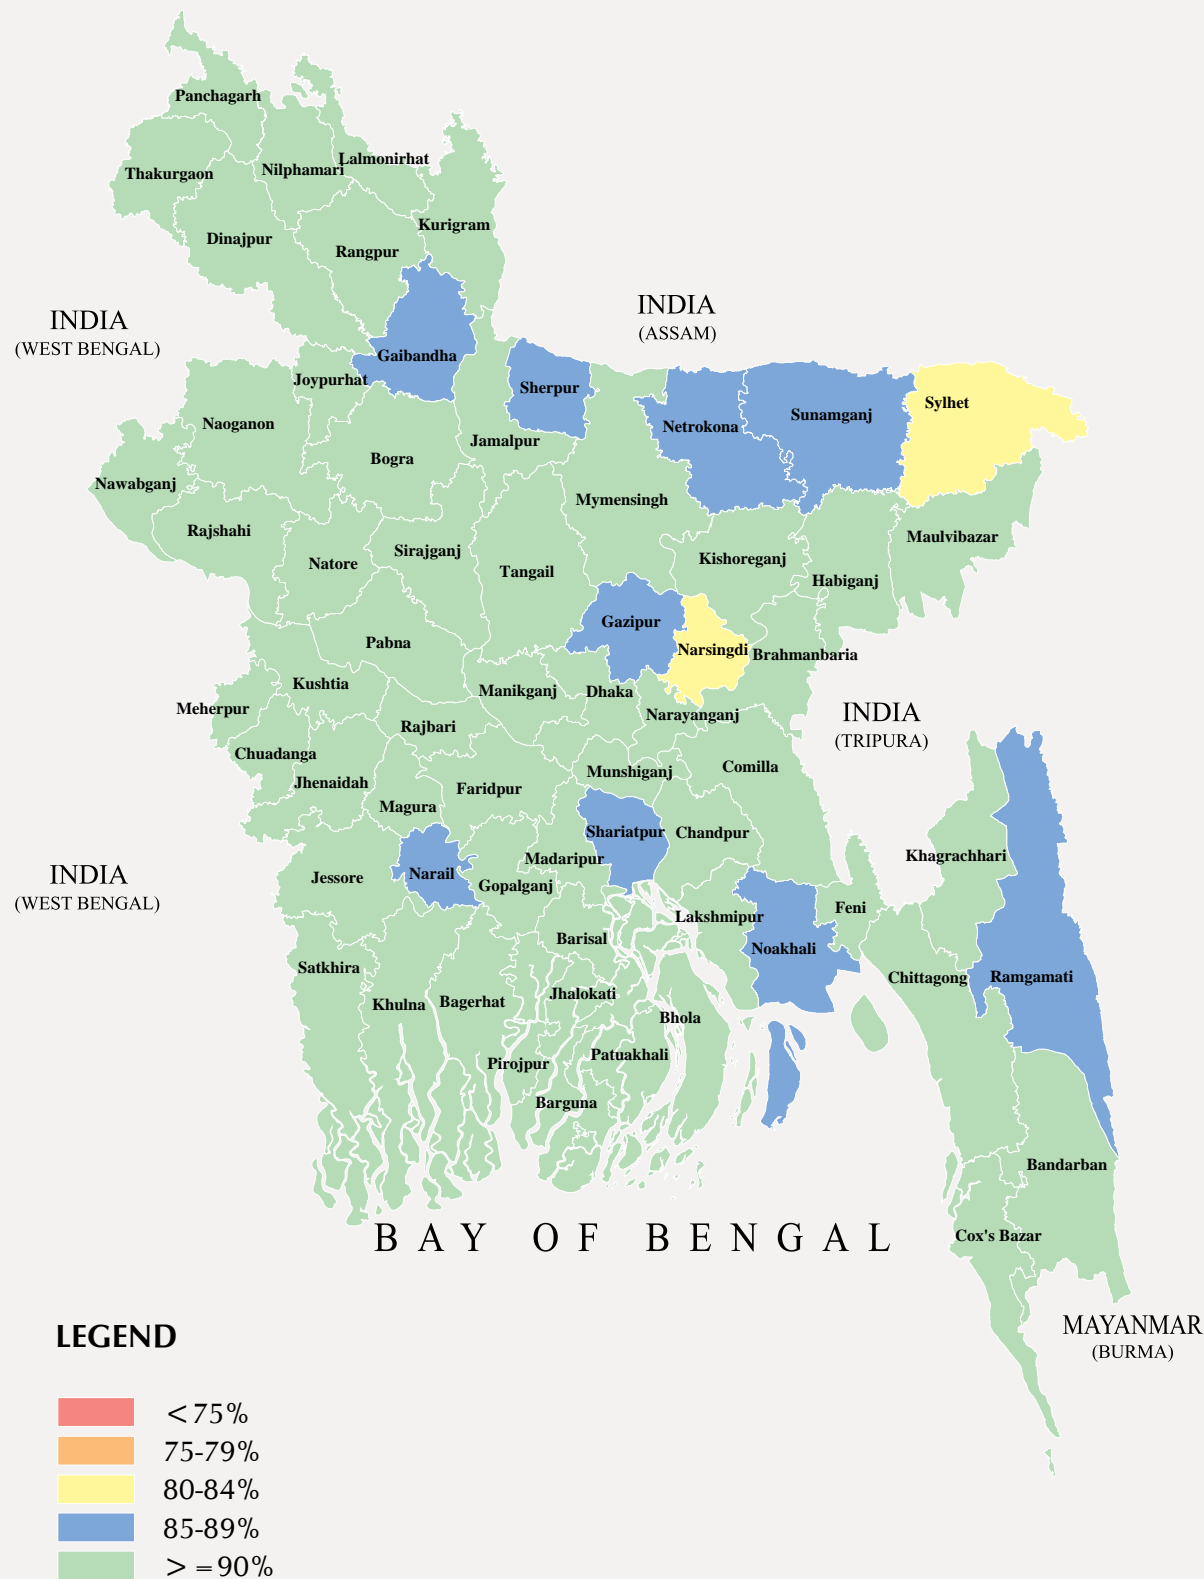 Panchagarh
Lalmonirhat
Thakurgaon
Nilphamari
Kurigram
Dinajpur
Rangpur
INDIA
(ASSAM)
INDIA
(WEST BENGAL)
Gaibandha
Joypurhat
Sherpur
Sylhet
Sunamganj
Naoganon
Netrokona
Jamalpur
Bogra
Nawabganj
Mymensingh
Rajshahi
Maulvibazar
Sirajganj
Kishoreganj
Natore
Tangail
Habiganj
Gazipur
Pabna
Narsingdi
Brahmanbaria
Kushtia
Manikganj
Dhaka
Meherpur
Narayanganj
INDIA
(TRIPURA)
Rajbari
Chuadanga
Comilla
Munshiganj
Jhenaidah
Faridpur
Magura
Shariatpur
Chandpur
Khagrachhari
Madaripur
INDIA
(WEST BENGAL)
Jessore
Narail
Gopalganj
Feni
Lakshmipur
Barisal
Noakhali
Satkhira
Chittagong
Ramgamati
Jhalokati
Khulna
Bagerhat
Bhola
Patuakhali
Pirojpur
Barguna
Bandarban
BAY OF BENGAL
Cox's Bazar
MAYANMAR
(BURMA)
LEGEND
<75%
75-79%
80-84%
85-89%
> =90%